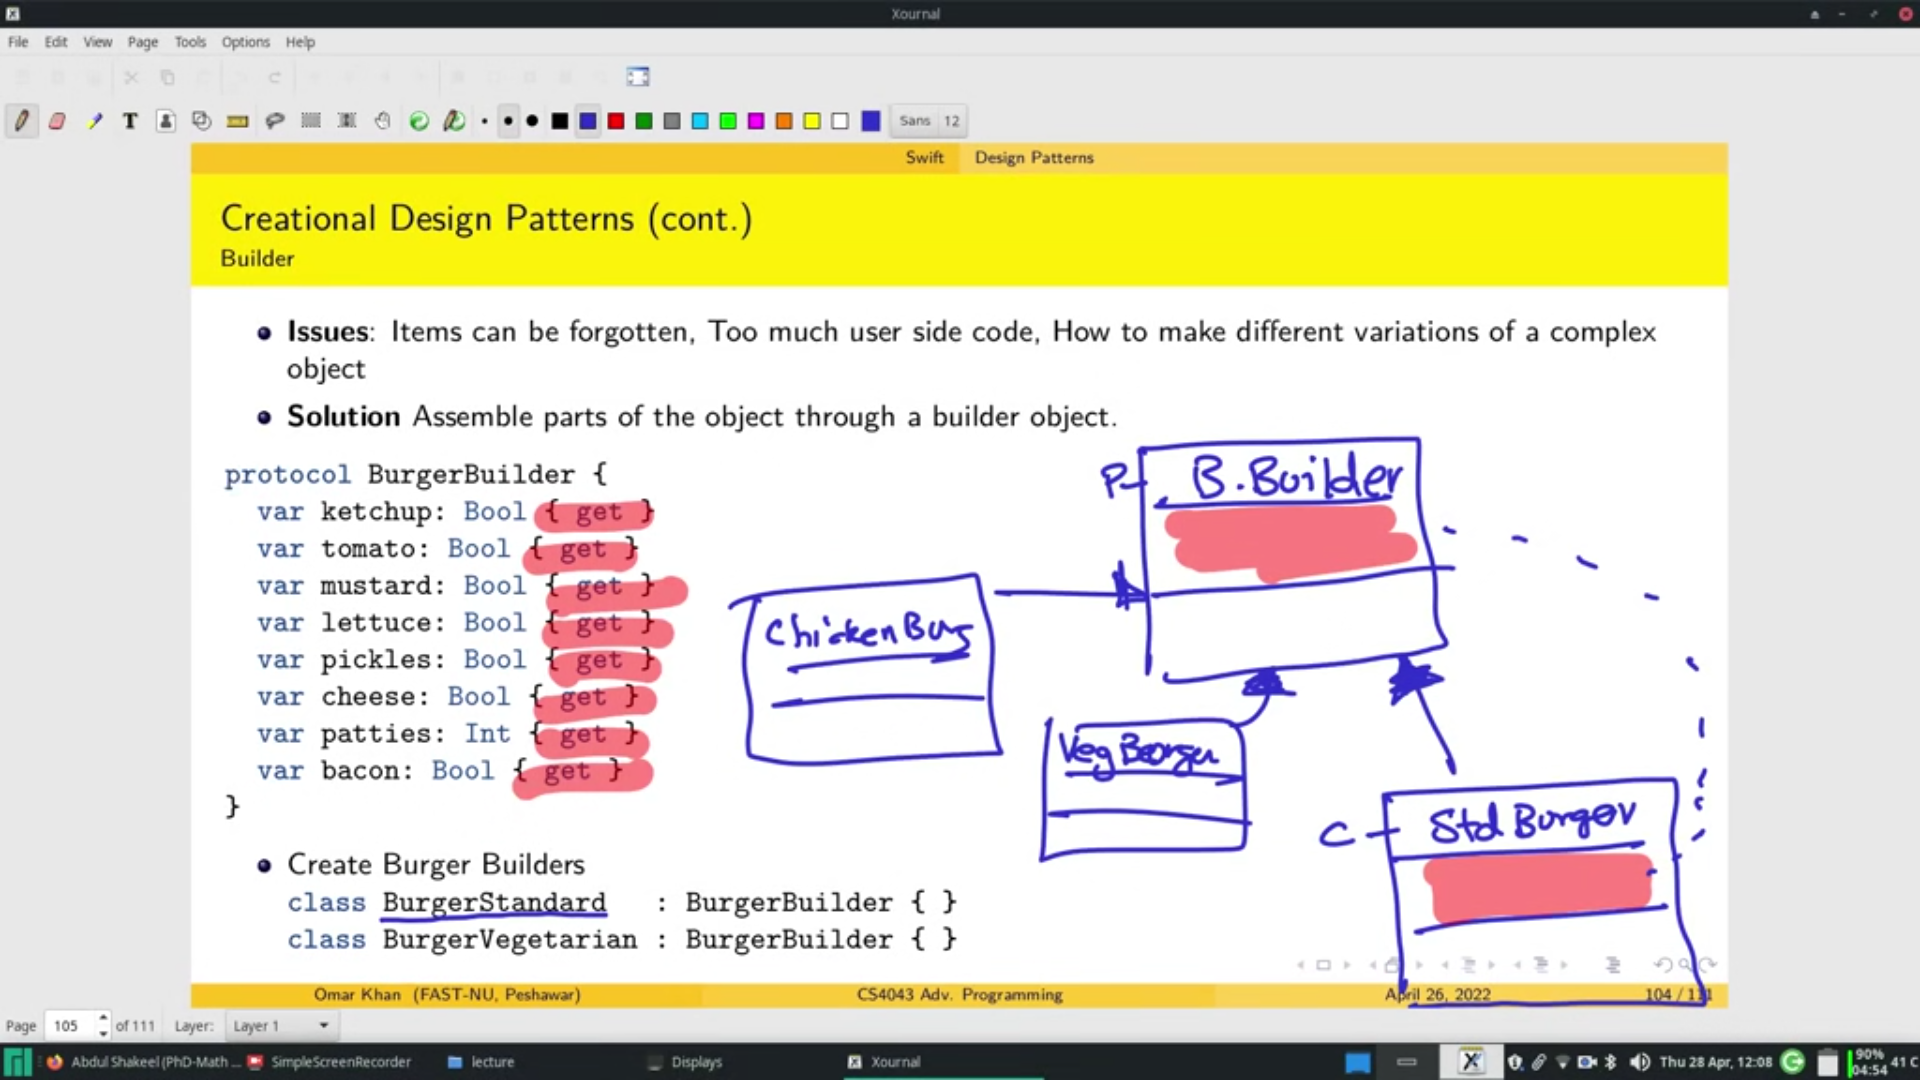 Xournal
File Edit View Page Tools Options Help
Sans 12
Swift Design Patterns
Creational Design Patterns (cont.)
Builder
Issues: Items can be forgotten, Too much user side code, How to make different variations of a complex
object
Solution Assemble parts of the object through a builder object.
protocol BurgerBuilder {
var ketchup: Bool { get }
var tomato: Bool { get }
var mustard: Bool { get }
var lettuce: Bool { get }
var pickles: Bool { get }
var cheese: Bool { get }
var patties: Int { get }
var bacon: Bool { get }
}
P
B.Builder
Chicken Burg
Veg Beorger
C
Std Burger
Create Burger Builders
class BurgerStandard : BurgerBuilder { }
class BurgerVegetarian : BurgerBuilder { }
Omar Khan (FAST-NU, Peshawar) CS4043 Adv. Programming April 26, 2022 104 / 111
Page 105 of 111 Layer: Layer 1
Abdul Shakeel (PhD-Math ... SimpleScreenRecorder lecture Displays Xournal Thu 28 Apr, 12:08 90% 04:54 41 C